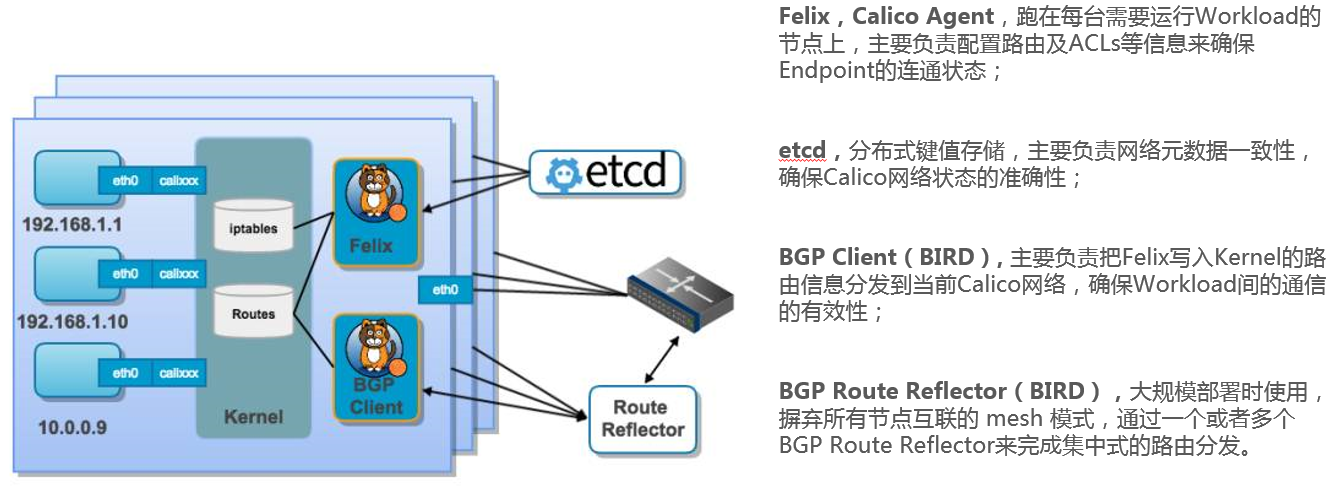 Felix，Calico Agent，跑在每台需要运行Workload的
节点上，主要负责配置路由及ACLs等信息来确保
Endpoint的连通状态；
etcd，分布式键值存储，主要负责网络元数据一致性，
确保Calico网络状态的准确性；
BGP Client（BIRD）, 主要负责把Felix写入Kernel的路
由信息分发到当前Calico网络，确保Workload间的通信
的有效性；
BGP Route Reflector（BIRD），大规模部署时使用，
摒弃所有节点互联的 mesh 模式，通过一个或者多个
BGP Route Reflector来完成集中式的路由分发。
eth0 calixxx
192.168.1.1
eth0 calixxx
192.168.1.10
eth0 calixxx
10.0.0.9
iptables
Routes
Kernel
Felix
BGP
Client
eth0
etcd
Route
Reflector